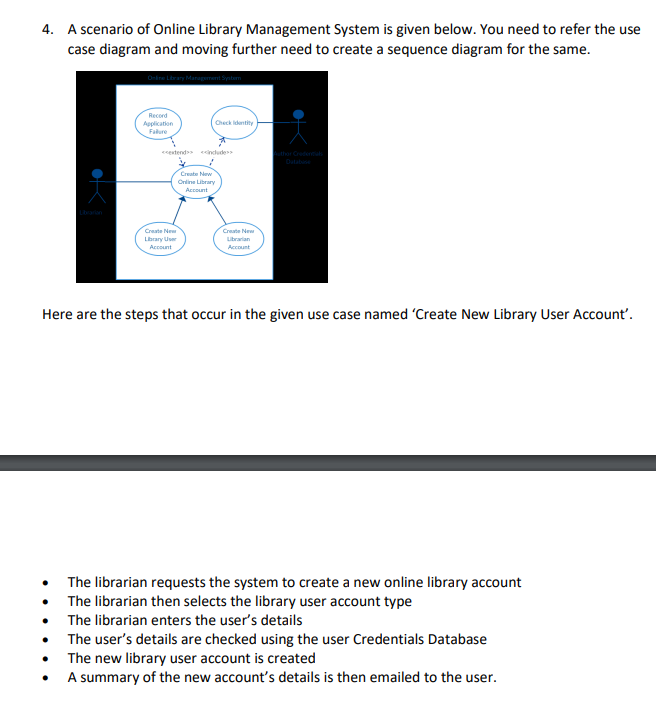 4. A scenario of Online Library Management System is given below. You need to refer the use
case diagram and moving further need to create a sequence diagram for the same.
Online Library Management System
Record
Application
Failure
Check Identity
<<extend>> <<include>>
Database
Create New
Online Library
Account
Librarian
Create New
Library User
Account
Create New
Librarian
Account
Here are the steps that occur in the given use case named ‘Create New Library User Account’.
• The librarian requests the system to create a new online library account
• The librarian then selects the library user account type
• The librarian enters the user’s details
• The user’s details are checked using the user Credentials Database
• The new library user account is created
• A summary of the new account’s details is then emailed to the user.